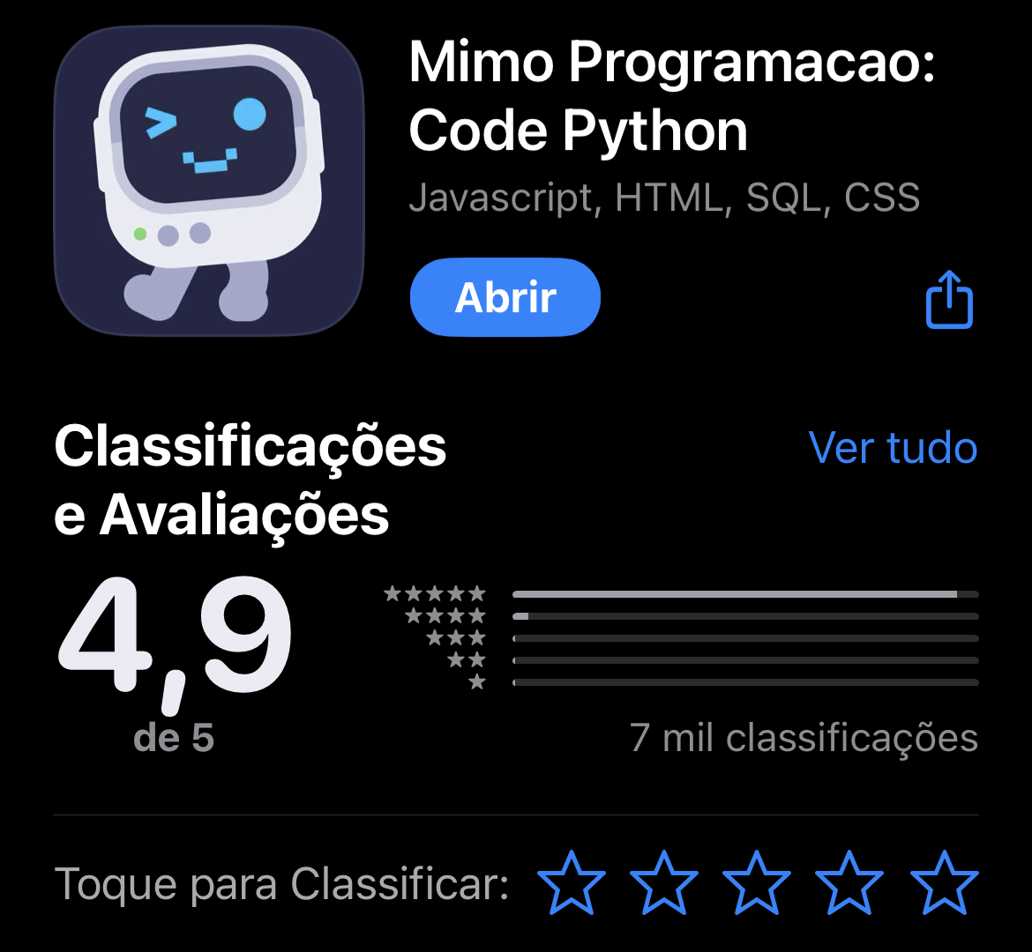 Mimo Programacao:
Code Python
Javascript, HTML, SQL, CSS
Abrir
Classificações
e Avaliações
Ver tudo
4,9
de 5
7 mil classificações
Toque para Classificar: